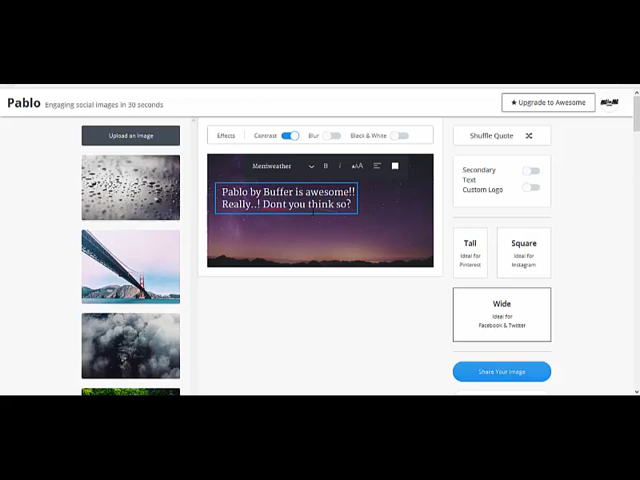 Pablo Engaging social images in 30 seconds
★ Upgrade to Awesome
Upload an Image
Effects
Contrast
Blur
Black & White
Merriweather
B
i
AA
Pablo by Buffer is awesome!!
Really..! Dont you think so?
Shuffle Quote
Secondary
Text
Custom Logo
Tall
Ideal for
Pinterest
Square
Ideal for
Instagram
Wide
Ideal for
Facebook & Twitter
Share Your Image